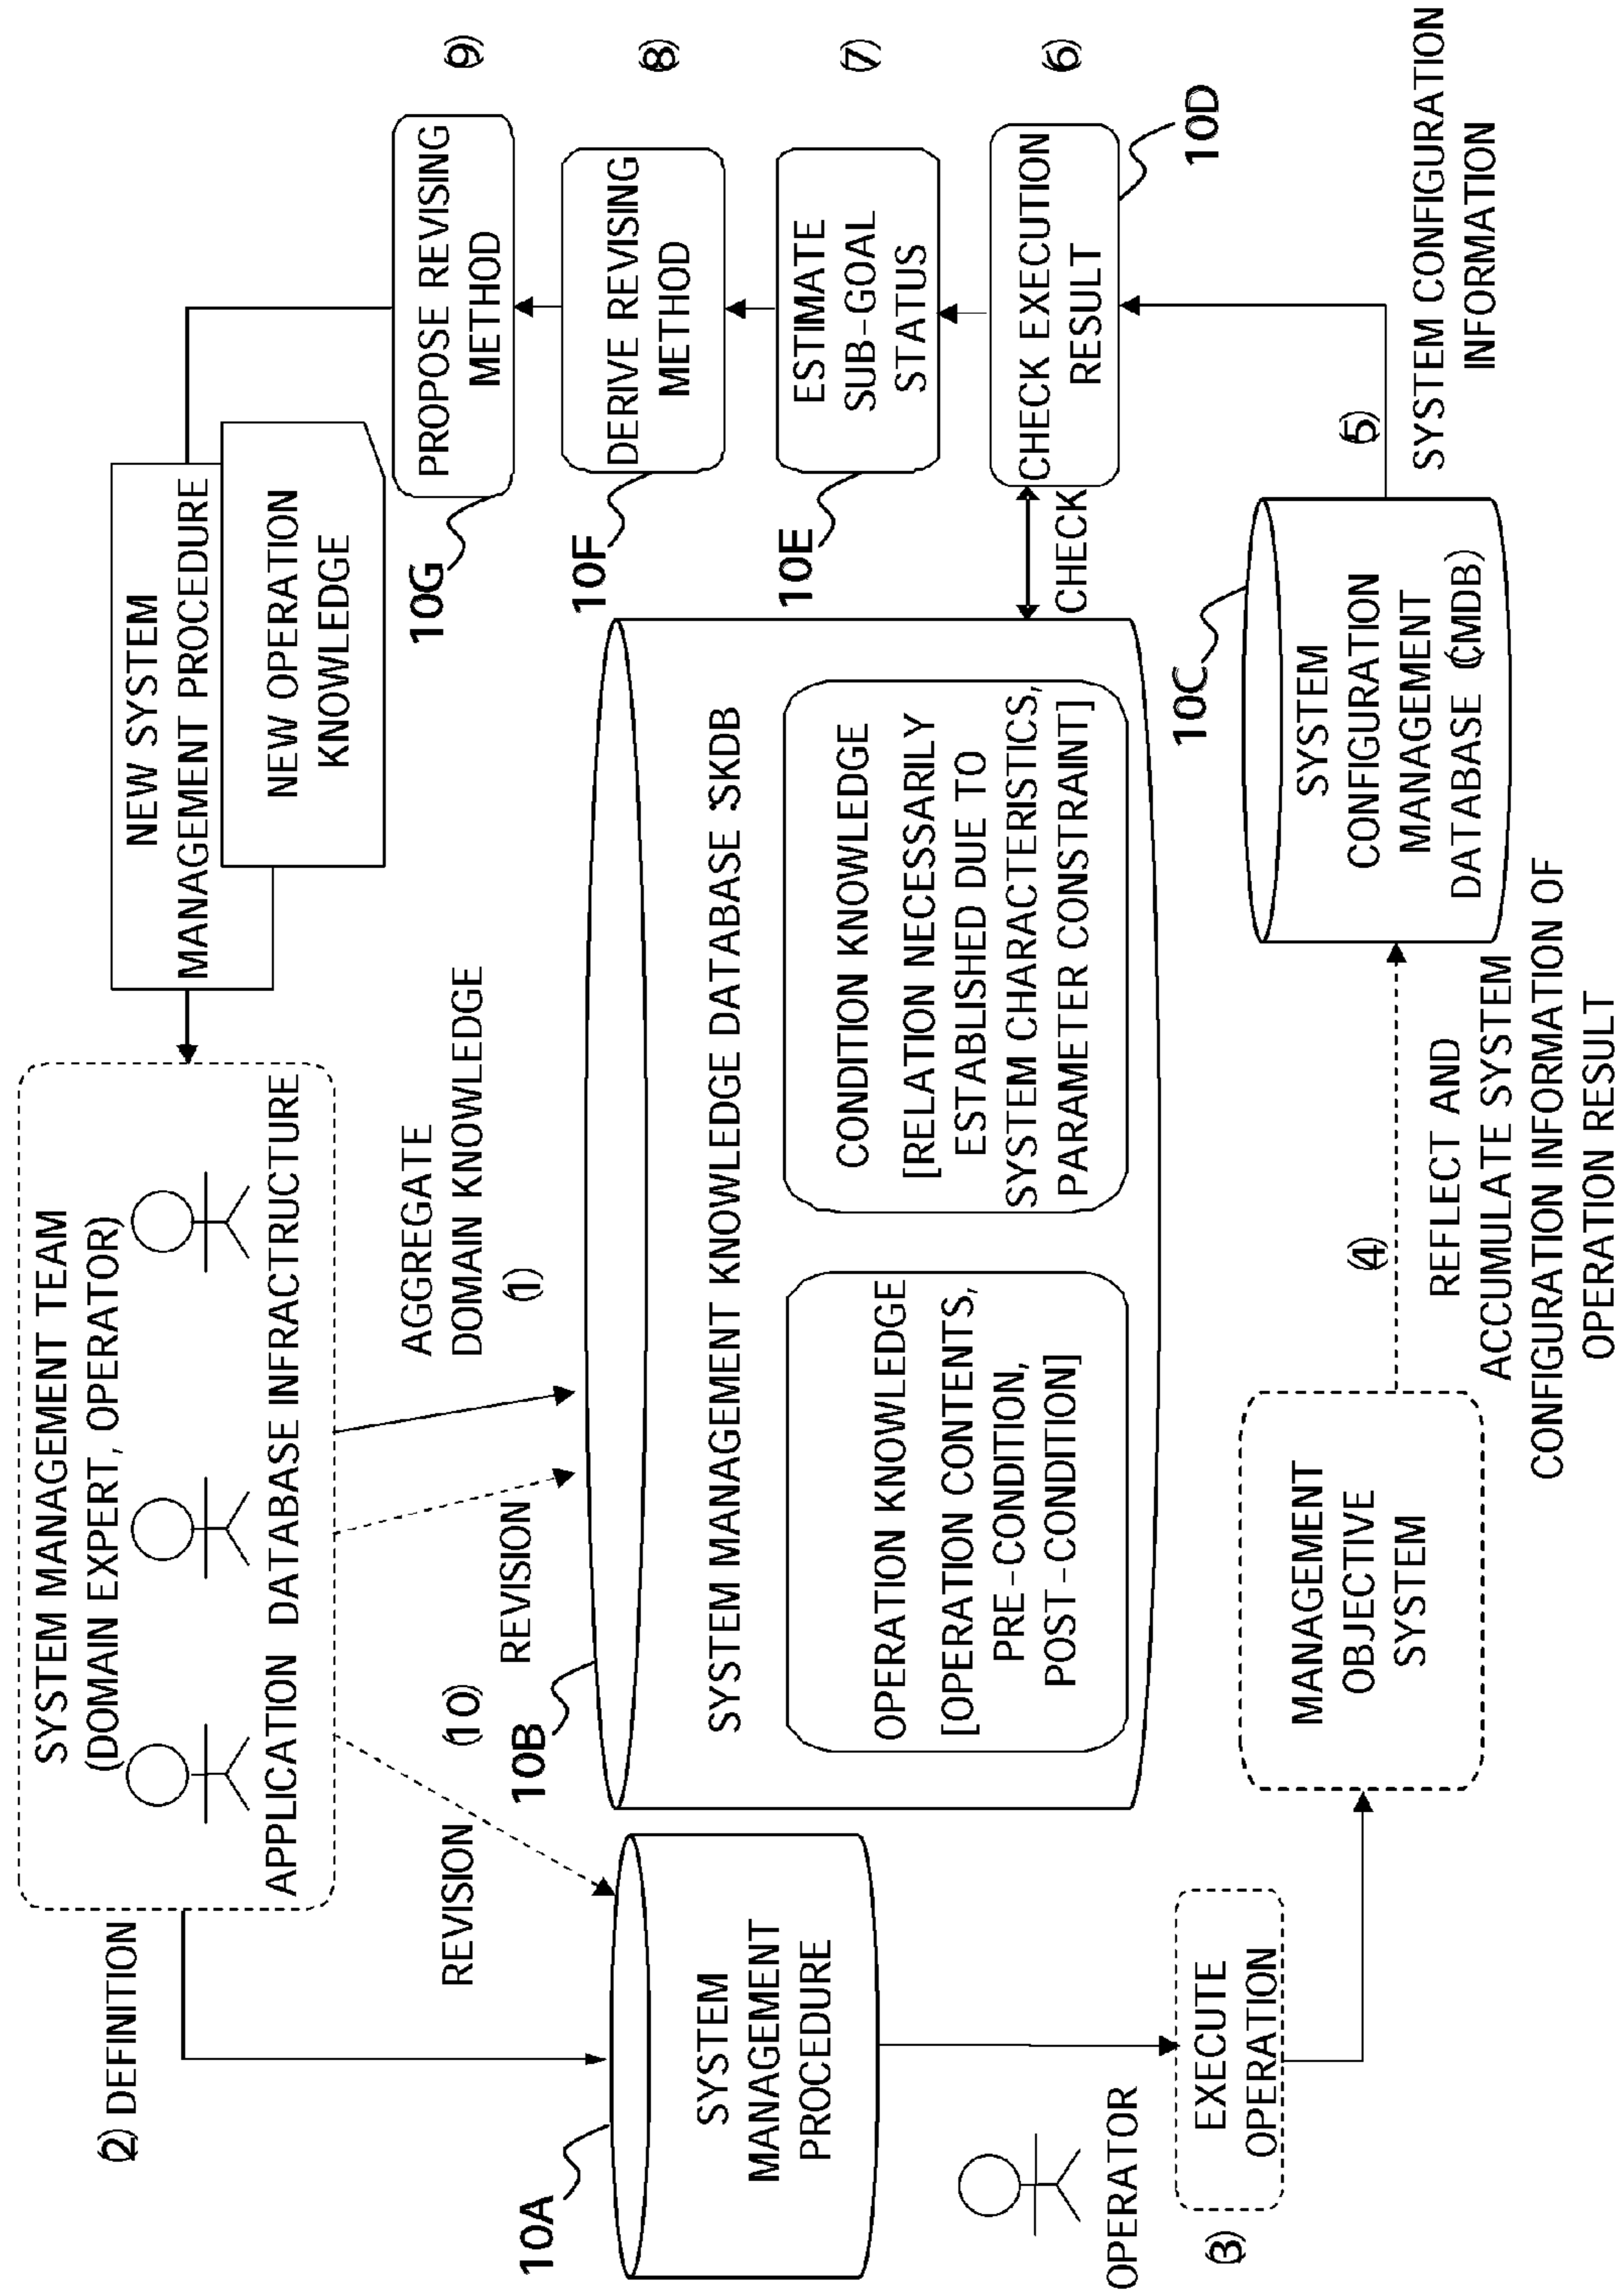 SYSTEM MANAGEMENT TEAM
(DOMAIN EXPERT, OPERATOR)
APPLICATION DATABASE INFRACTRUCTURE
NEW SYSTEM
MANAGEMENT PROCEDURE
NEW OPERATION
KNOWLEDGE
(2) DEFINITION
REVISION
(10)
REVISION
AGGREGATE
DOMAIN KNOWLEDGE
(1)
10G
PROPOSE REVISING
METHOD
(9)
10F
DERIVE REVISING
METHOD
(8)
10E
ESTIMATE
SUB-GOAL
STATUS
(7)
CHECK EXECUTION
RESULT
(6)
10D
CHECK
10A
SYSTEM
MANAGEMENT
PROCEDURE
10B
SYSTEM MANAGEMENT KNOWLEDGE DATABASE :SKDB
OPERATION KNOWLEDGE
[OPERATION CONTENTS,
PRE-CONDITION,
POST-CONDITION]
CONDITION KNOWLEDGE
[RELATION NECESSARILY
ESTABLISHED DUE TO
SYSTEM CHARACTERISTICS,
PARAMETER CONSTRAINT]
OPERATOR
(3)
EXECUTE
OPERATION
MANAGEMENT
OBJECTIVE
SYSTEM
(4)
REFLECT AND
ACCUMULATE SYSTEM
CONFIGURATION INFORMATION OF
OPERATION RESULT
10C
SYSTEM
CONFIGURATION
MANAGEMENT
DATABASE (CMDB)
(5)
SYSTEM CONFIGURATION
INFORMATION